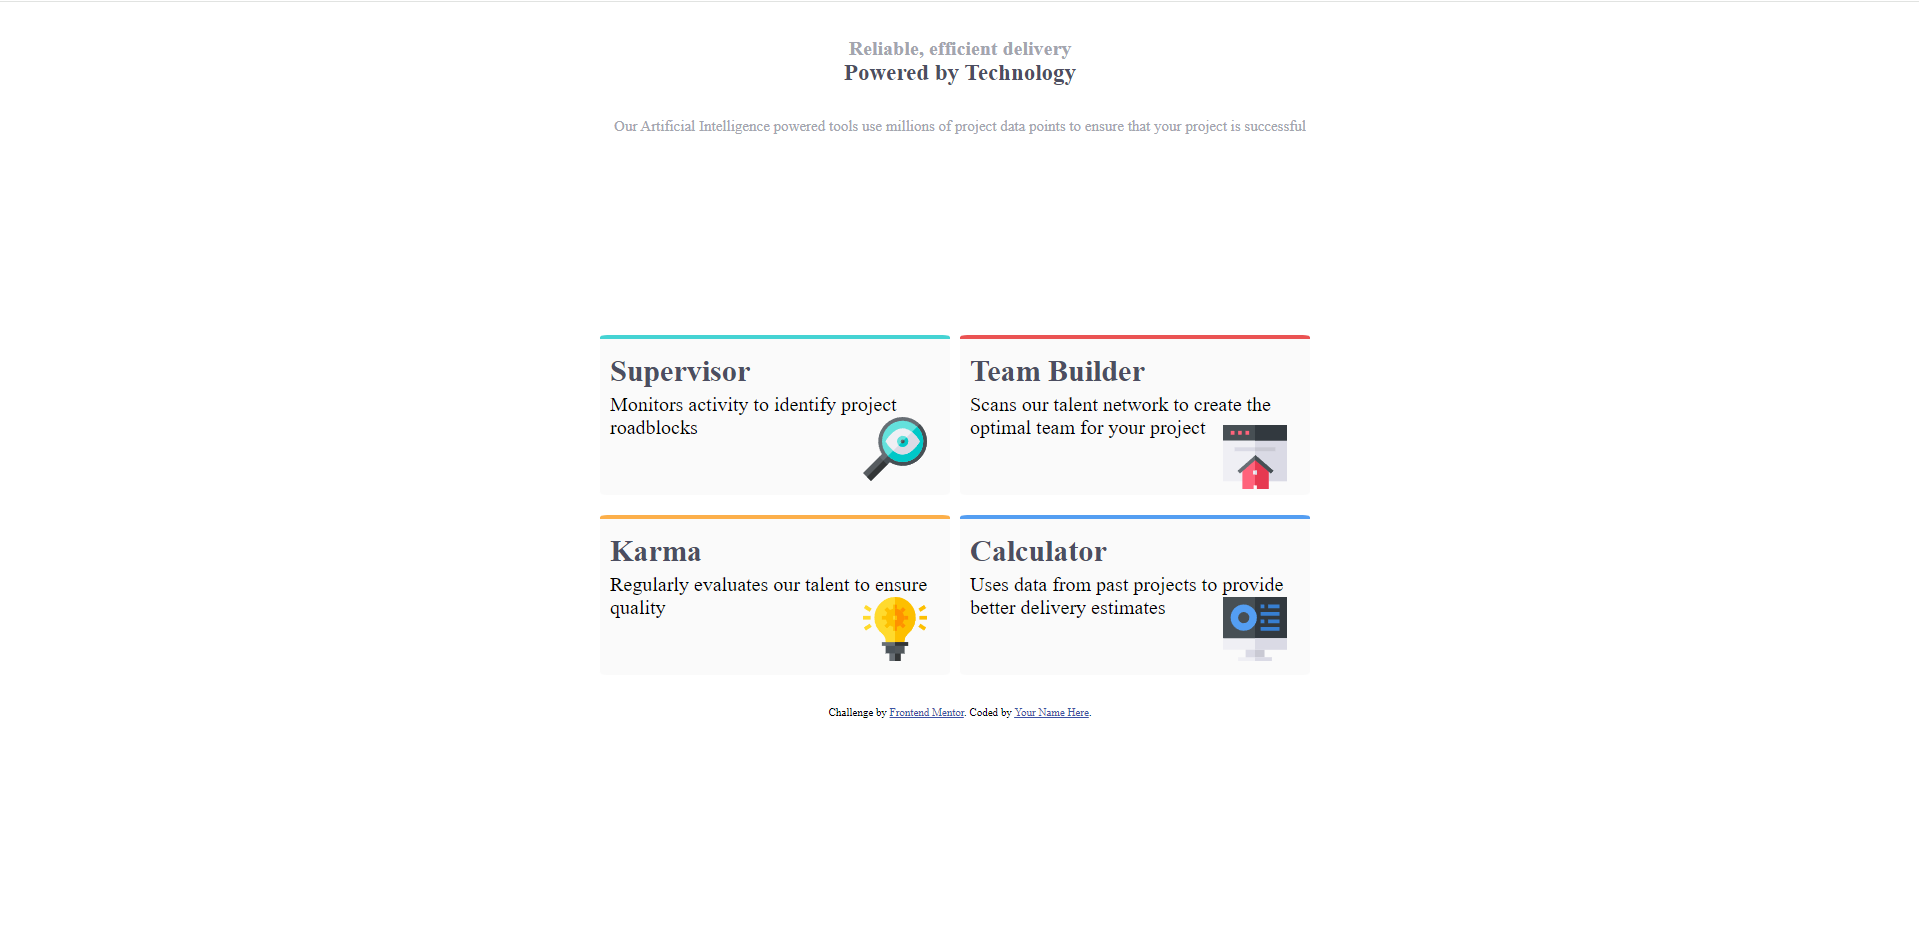 Reliable, efficient delivery
Powered by Technology
Our Artificial Intelligence powered tools use millions of project data points to ensure that your project is successful
Supervisor
Monitors activity to identify project
roadblocks
Team Builder
Scans our talent network to create the
optimal team for your project
Karma
Regularly evaluates our talent to ensure
quality
Calculator
Uses data from past projects to provide
better delivery estimates
Challenge by Frontend Mentor. Coded by Your Name Here.